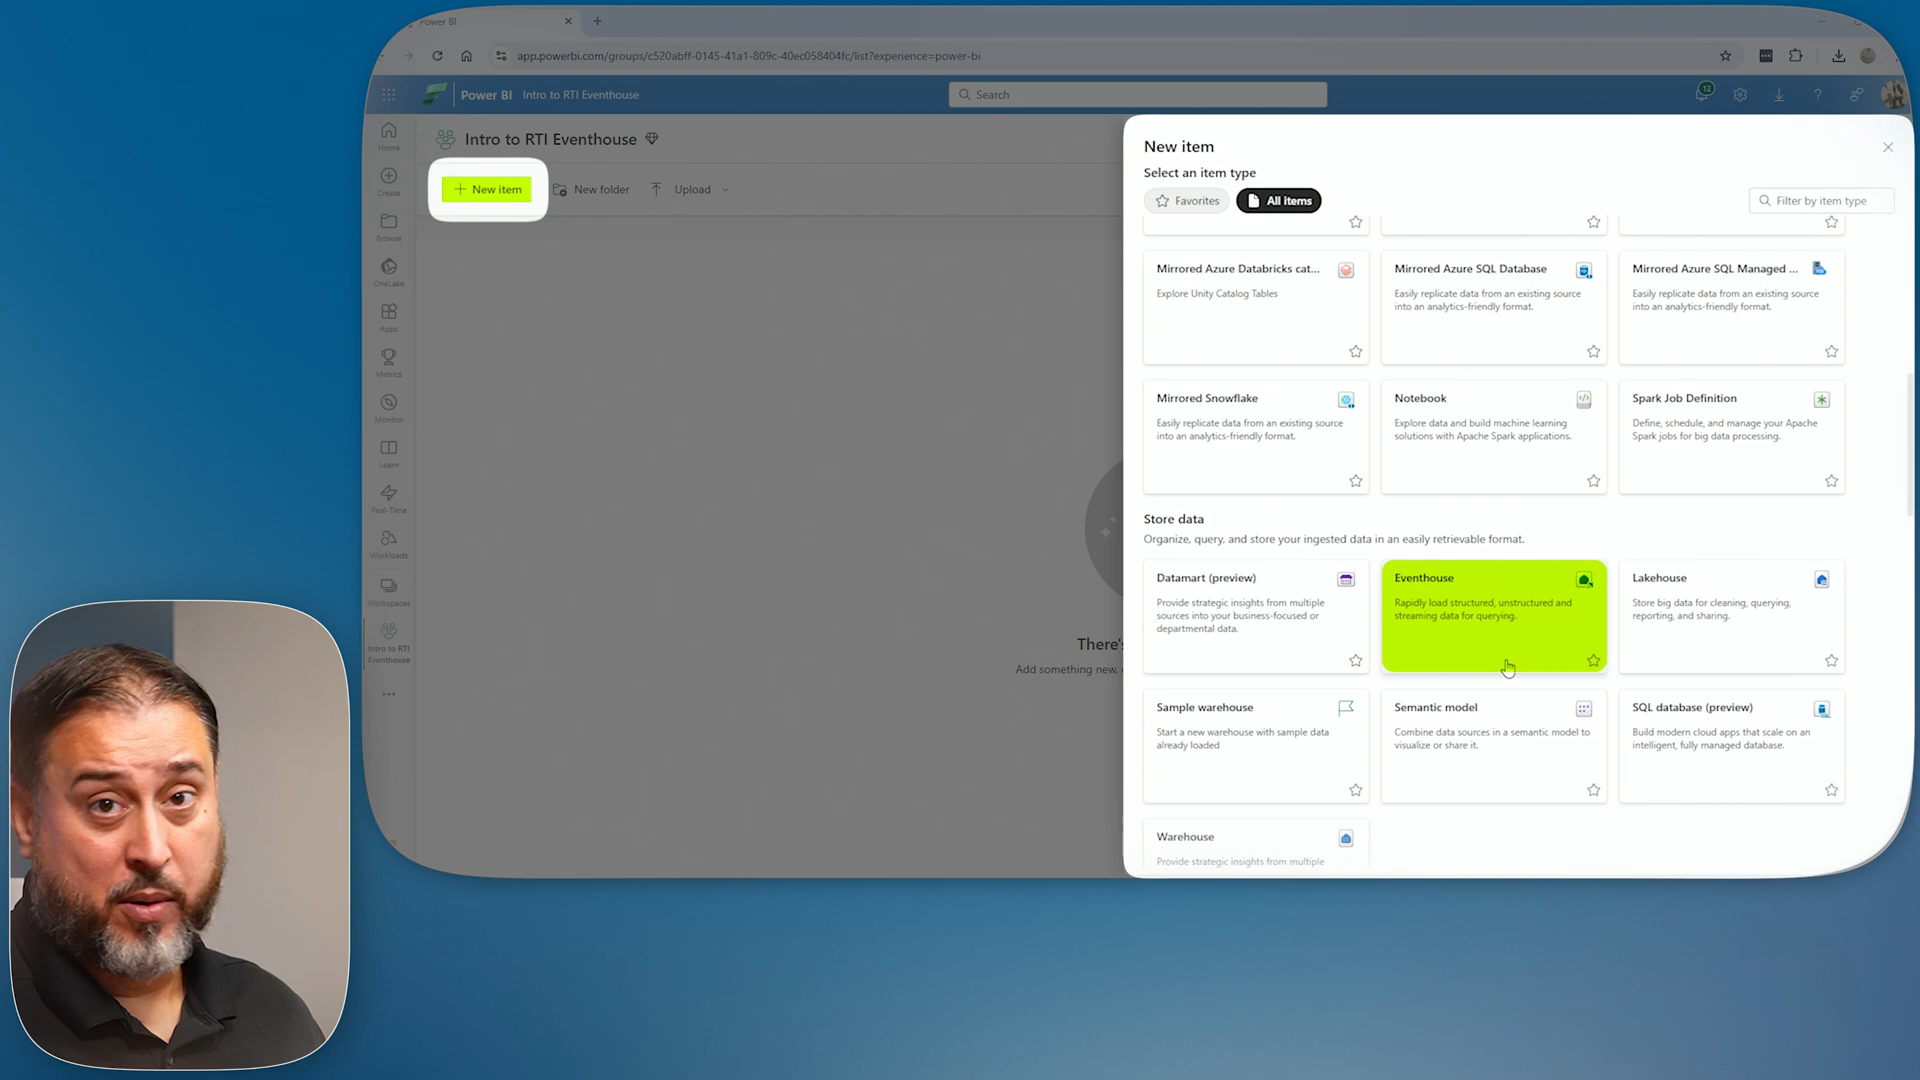 Power BI
app.powerbi.com/groups/c520abff-0145-41a1-809c-40ec058404fc/list?experience=power-bi
Power BI Intro to RTI Eventhouse
Search
12
Home
Create
Browse
OneLake
Apps
Metrics
Monitor
Learn
Real-Time
Workloads
Workspaces
Intro to RTI
Eventhouse
Intro to RTI Eventhouse
New item New folder Upload
There's
Add something new,
New item
Select an item type
Favorites All items Filter by item type
Mirrored Azure Databricks cat...
Explore Unity Catalog Tables
Mirrored Azure SQL Database
Easily replicate data from an existing source
into an analytics-friendly format.
Mirrored Azure SQL Managed ...
Easily replicate data from an existing source
into an analytics-friendly format.
Mirrored Snowflake
Easily replicate data from an existing source
into an analytics-friendly format.
Notebook
Explore data and build machine learning
solutions with Apache Spark applications.
Spark Job Definition
Define, schedule, and manage your Apache
Spark jobs for big data processing.
Store data
Organize, query, and store your ingested data in an easily retrievable format.
Datamart (preview)
Provide strategic insights from multiple
sources into your business-focused or
departmental data.
Eventhouse
Rapidly load structured, unstructured and
streaming data for querying.
Lakehouse
Store big data for cleaning, querying,
reporting, and sharing.
Sample warehouse
Start a new warehouse with sample data
already loaded
Semantic model
Combine data sources in a semantic model to
visualize or share it.
SQL database (preview)
Build modern cloud apps that scale on an
intelligent, fully managed database.
Warehouse
Provide strategic insights from multiple